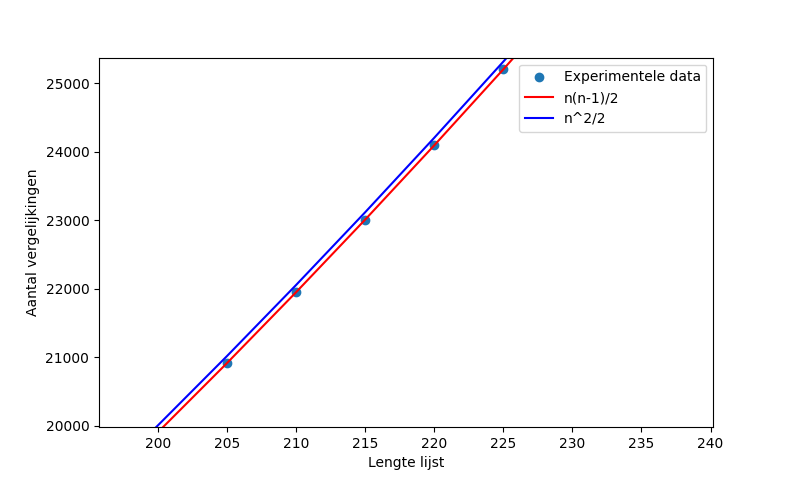 25000
24000
23000
22000
21000
20000
Aantal vergelijkingen
Experimentele data
n(n-1)/2
n^2/2
200 205 210 215 220 225 230 235 240
Lengte lijst